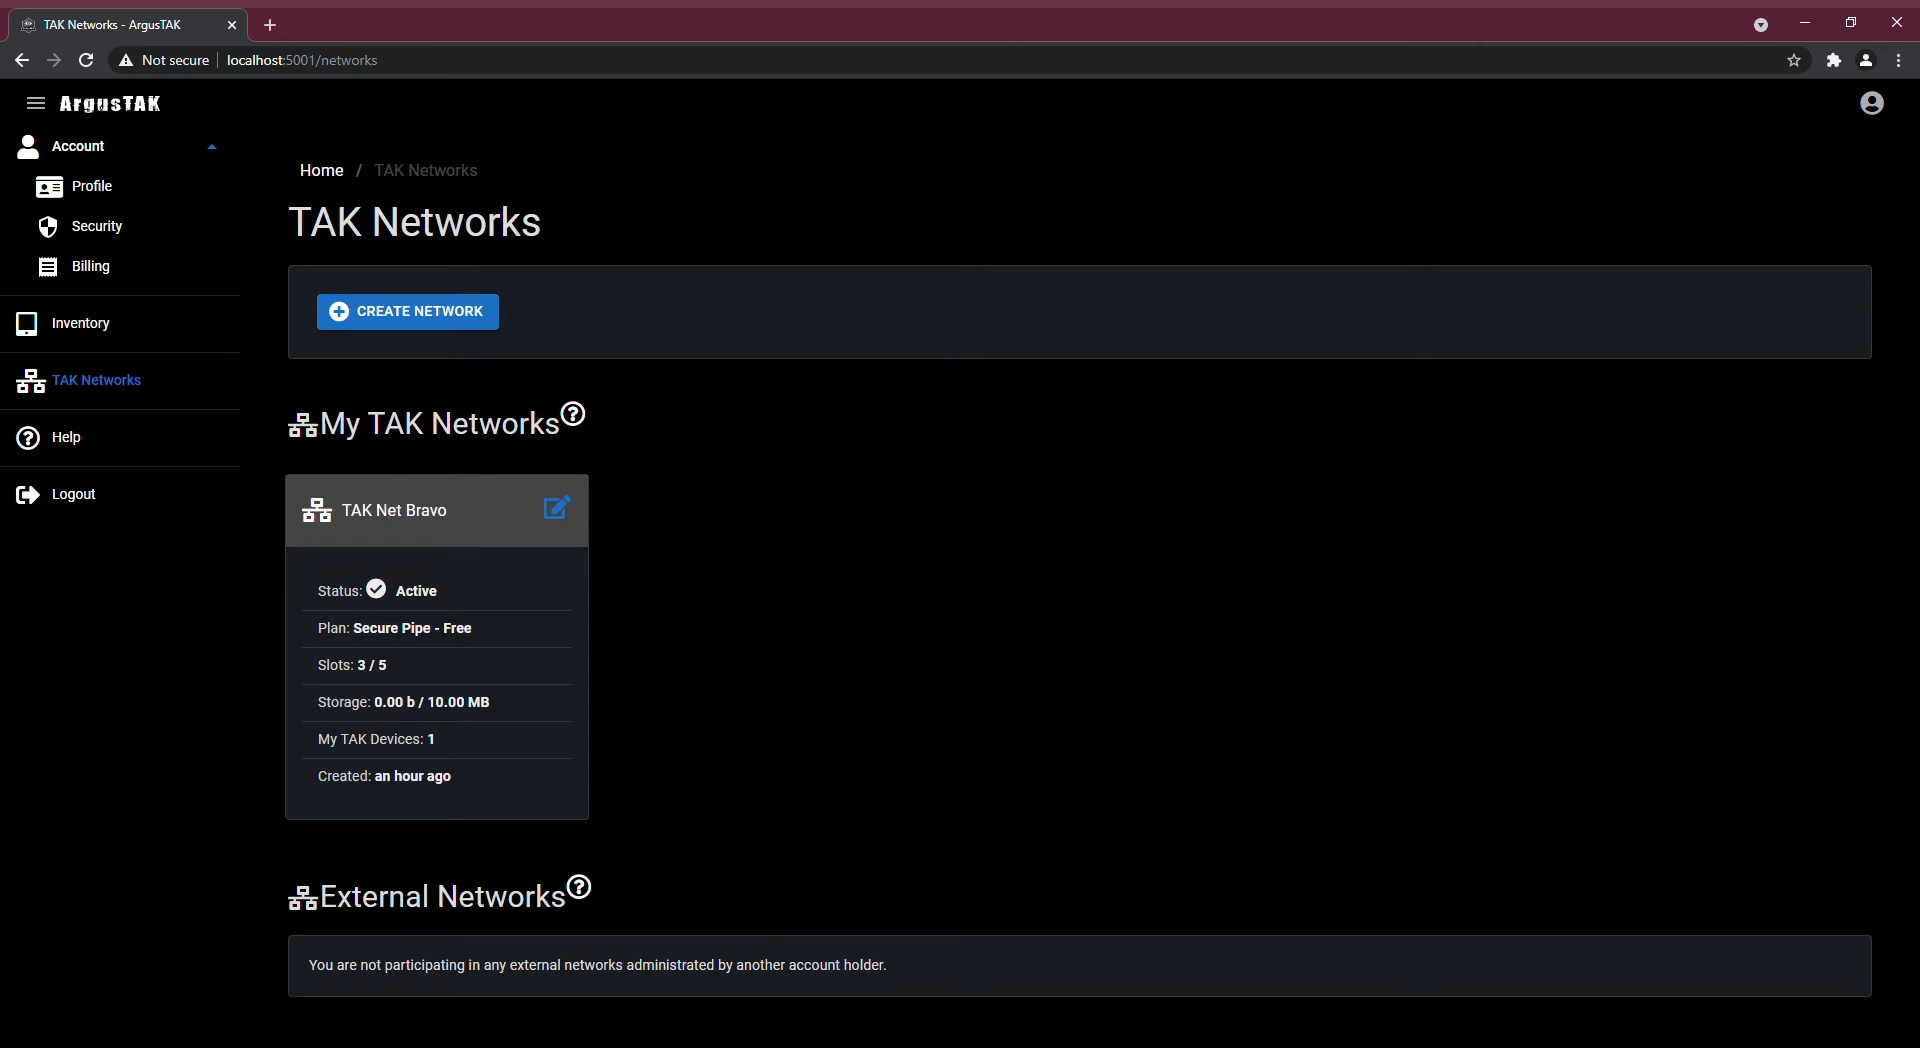 TAK Networks - ArgusTAK
Not secure
localhost:5001/networks
ArgusTAK
Account
Profile
Security
Billing
Inventory
TAK Networks
Help
Logout
Home / TAK Networks
TAK Networks
CREATE NETWORK
My TAK Networks
TAK Net Bravo
Status: Active
Plan: Secure Pipe - Free
Slots: 3 / 5
Storage: 0.00 b / 10.00 MB
My TAK Devices: 1
Created: an hour ago
External Networks
You are not participating in any external networks administrated by another account holder.